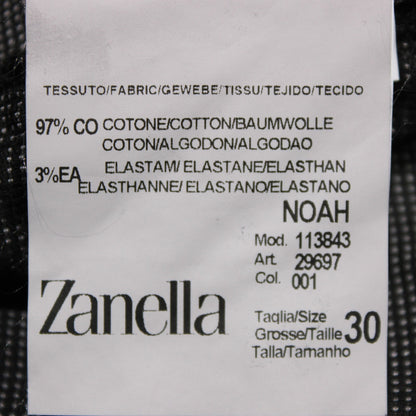 TESSUTO/FABRIC/GEWEBE/TISSU/TEJIDO/TECIDO
97% CO COTONE/COTTON/BAUMWOLLE
COTON/ALGODON/ALGODAO
3%EA ELASTAM/ ELASTANE/ELASTHAN
ELASTHANNE/ ELASTANO/ELASTANO
NOAH
Mod. 113843
Art. 29697
Col. 001
Zanella
Taglia/Size
Grosse/Taille 30
Talla/Tamanho